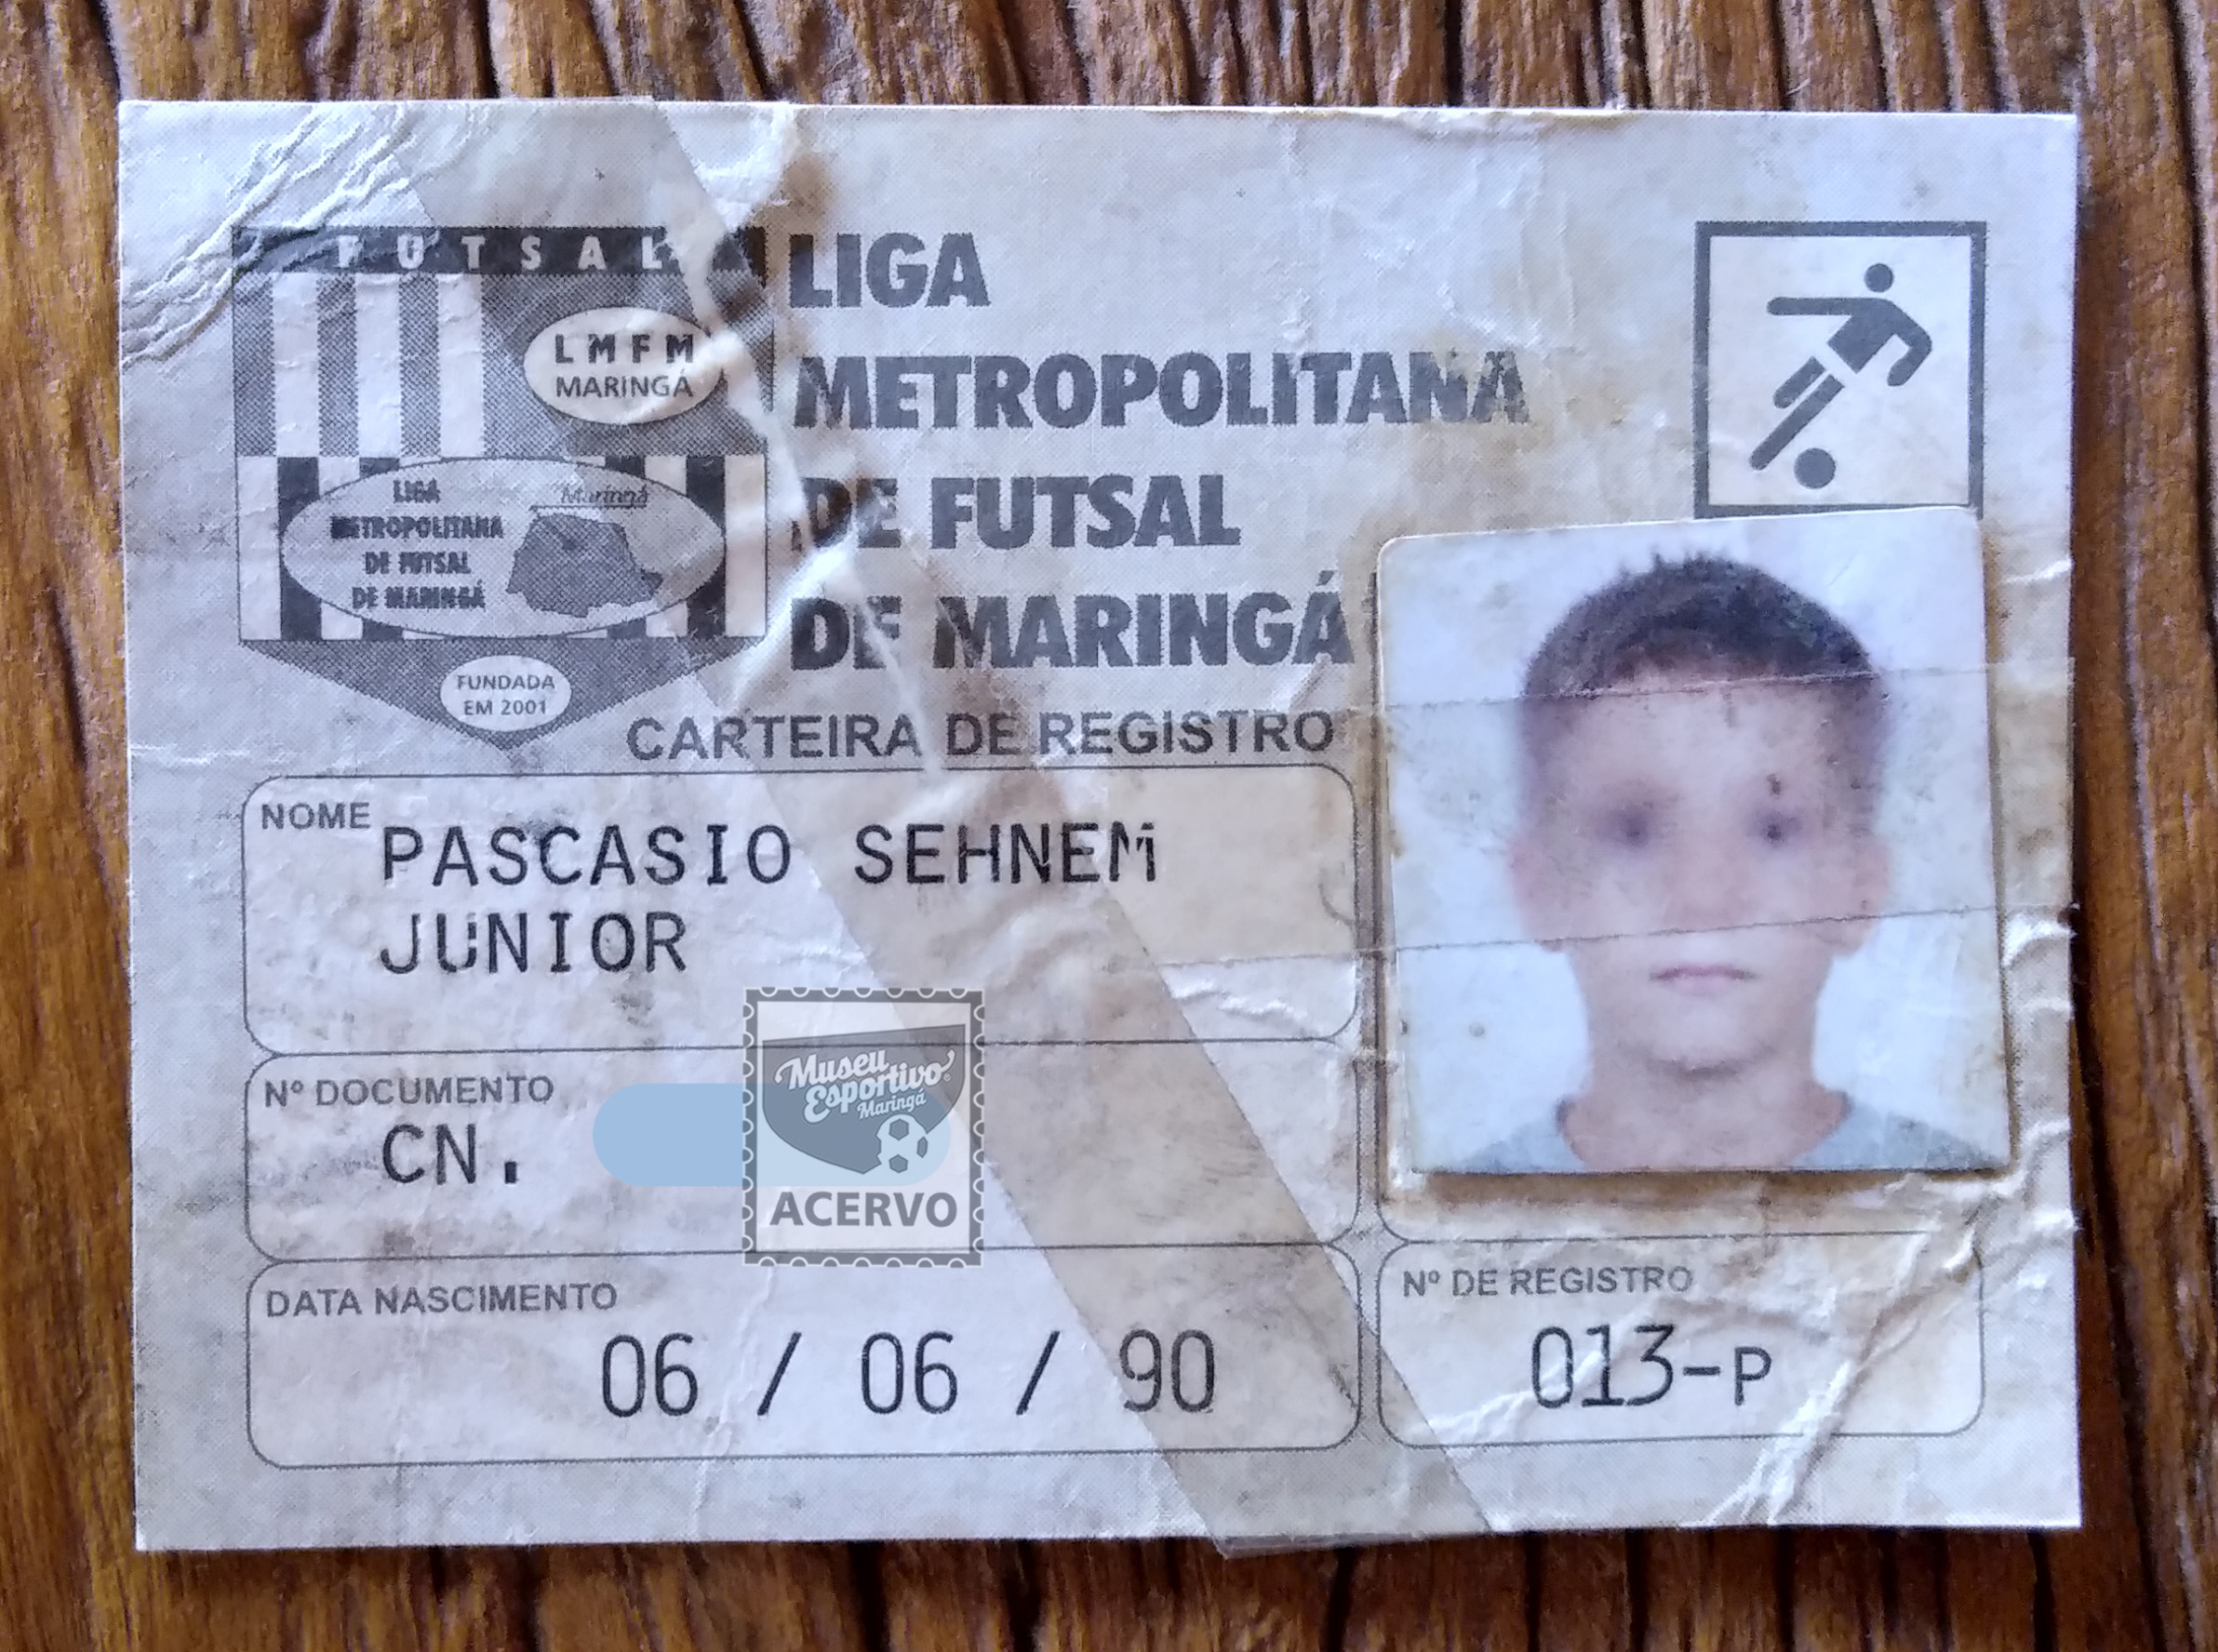 FUTSAL
LMFM
MARINGÁ
LIGA
METROPOLITANA
DE FUTSAL
DE MARINGÁ
Maringá
FUNDADA
EM 2001
LIGA
METROPOLITANA
DE FUTSAL
DE MARINGÁ
CARTEIRA DE REGISTRO
NOME
PASCASIO SEHNEM
JUNIOR
Nº DOCUMENTO
CN.
Museu
Esportivo
Maringá
ACERVO
DATA NASCIMENTO
06 / 06 / 90
Nº DE REGISTRO
013-P